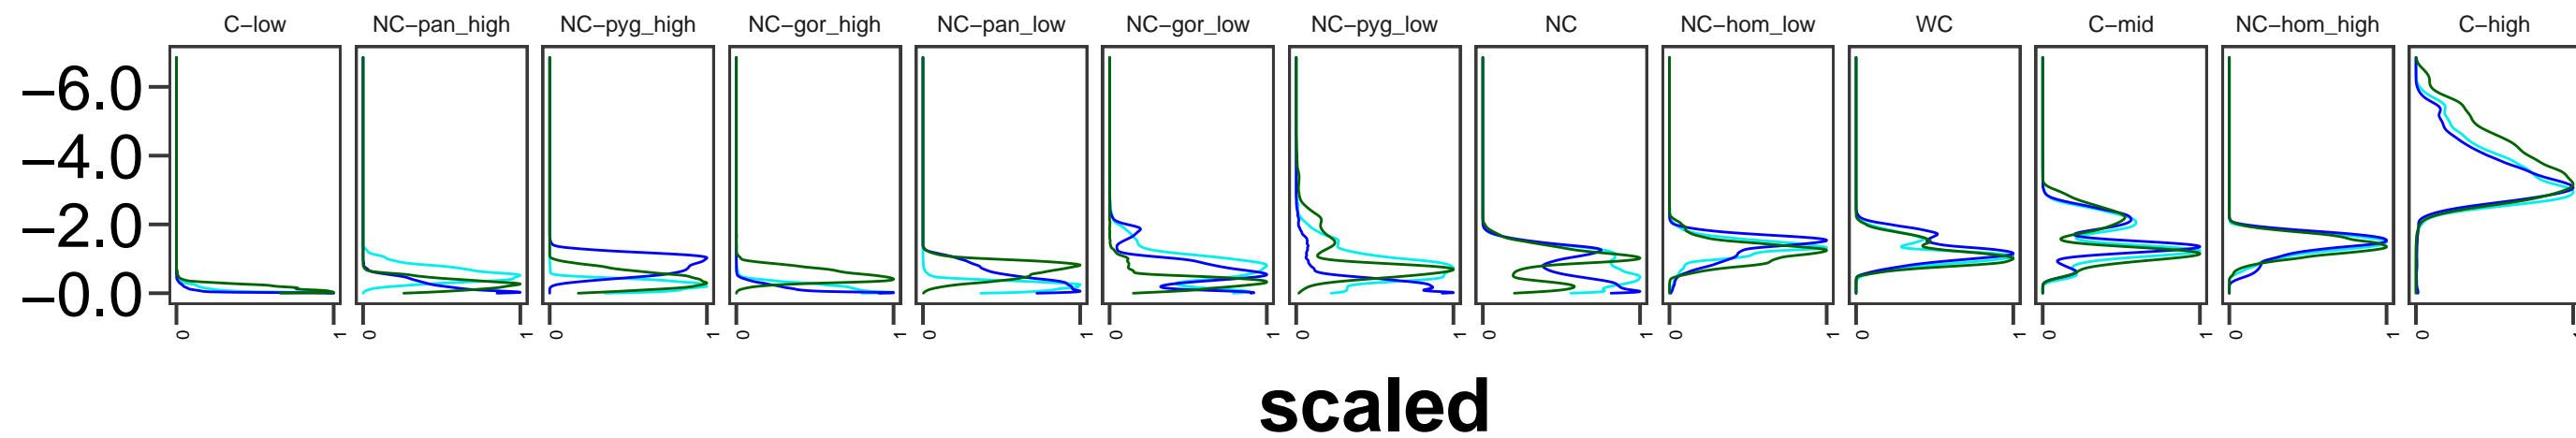 C−low NC−pan_high NC−pyg_high NC−gor_high NC−pan_low NC−gor_low NC−pyg_low NC NC−hom_low WC C−mid NC−hom_high C−high
−6.0
−4.0
−2.0
−0.0
0 1 0 1 0 1 0 1 0 1 0 1 0 1 0 1 0 1 0 1 0 1 0 1 0 1
scaled